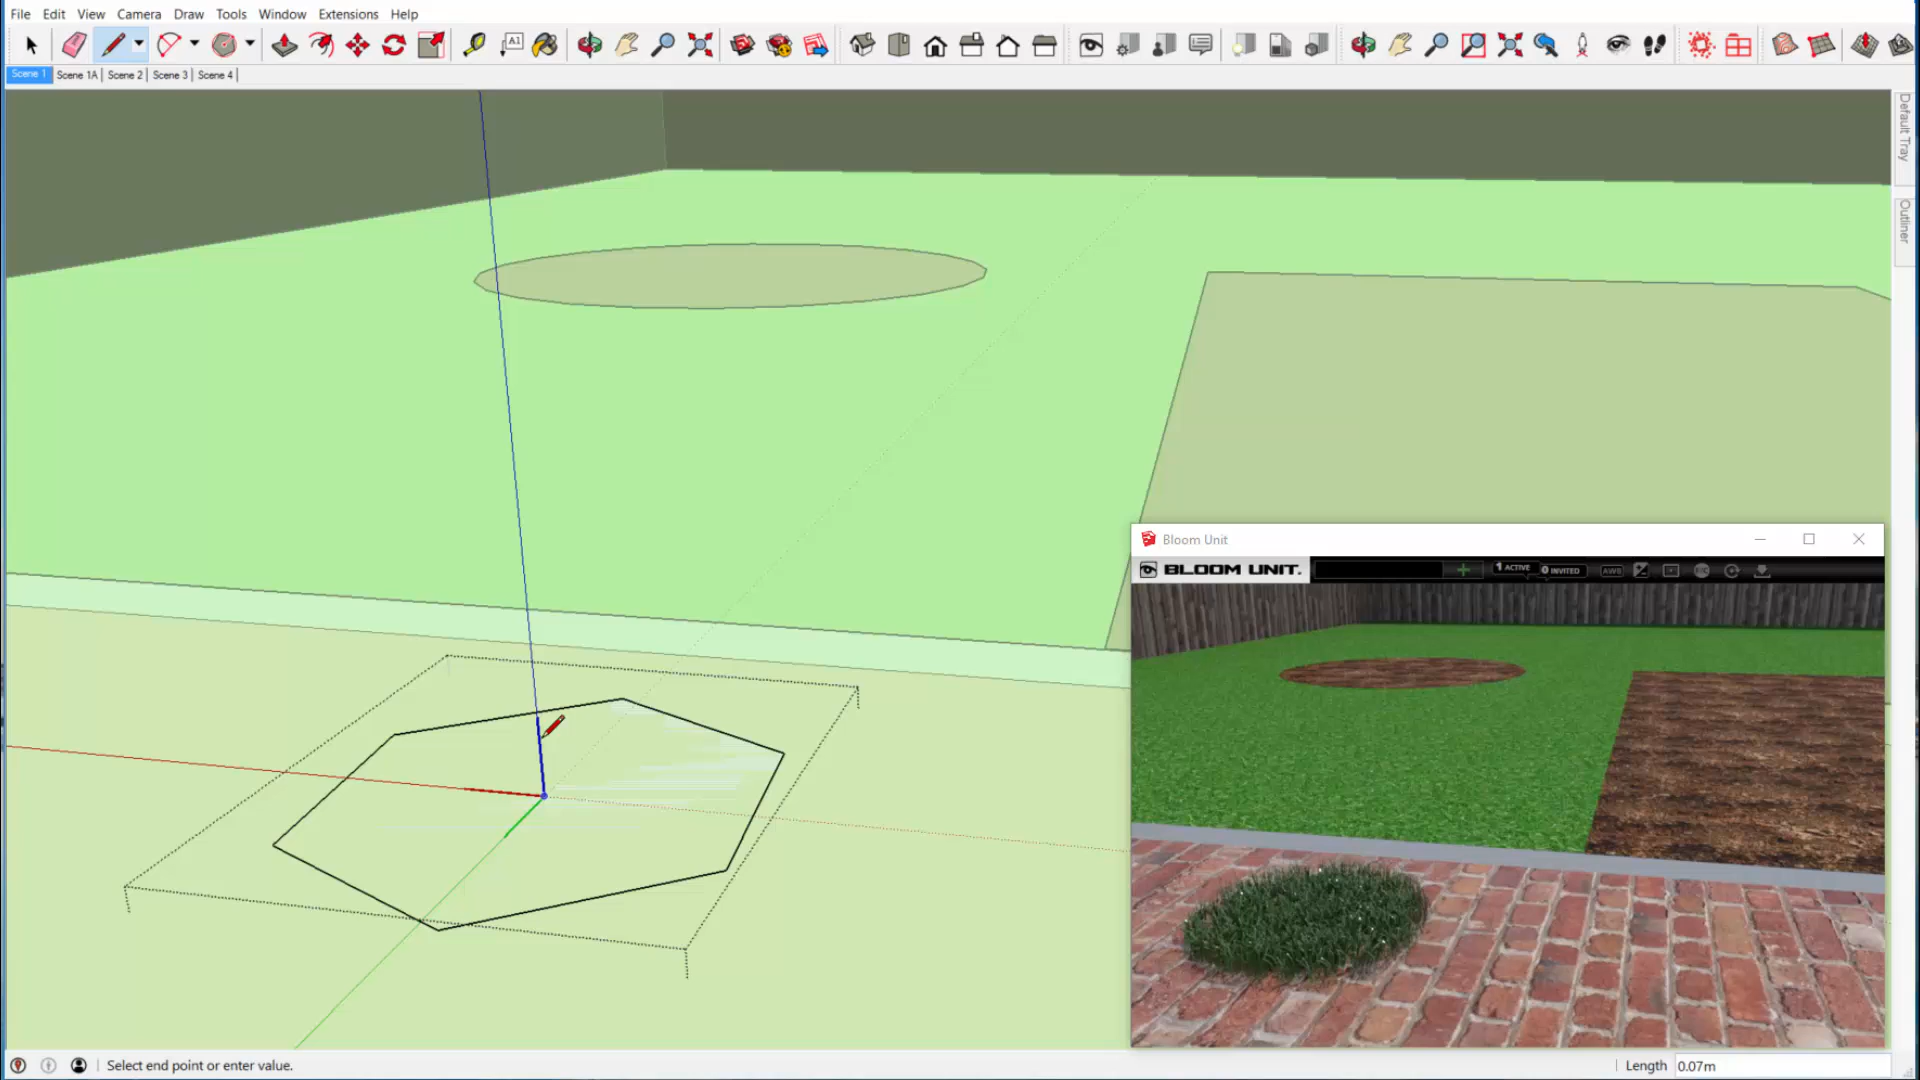 File Edit View Camera Draw Tools Window Extensions Help
A1
Scene 1 Scene 1A Scene 2 Scene 3 Scene 4
Default Tray
Outliner
Bloom Unit
BLOOM UNIT. 1 ACTIVE 0 INVITED AWB
Select end point or enter value.
Length 0.07m